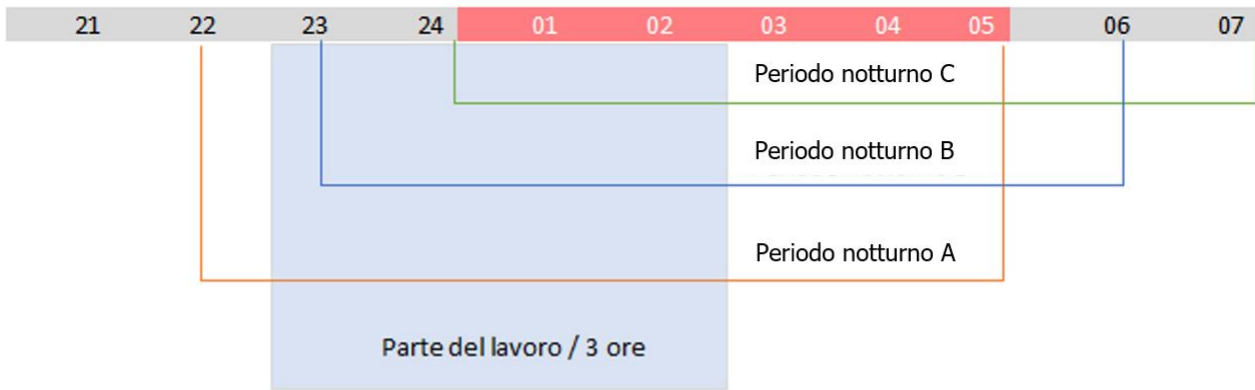 21 22 23 24 01 02 03 04 05 06 07
Periodo notturno C
Periodo notturno B
Periodo notturno A
Parte del lavoro / 3 ore